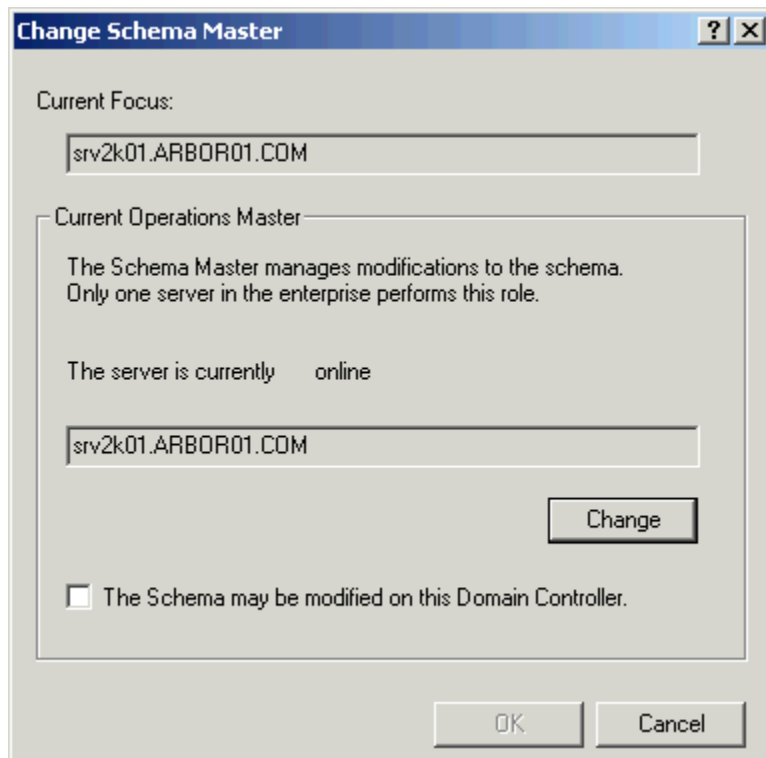 Change Schema Master
Current Focus:
srv2k01.ARBOR01.COM
Current Operations Master
The Schema Master manages modifications to the schema.
Only one server in the enterprise performs this role.
The server is currently online
srv2k01.ARBOR01.COM
Change
The Schema may be modified on this Domain Controller.
OK
Cancel